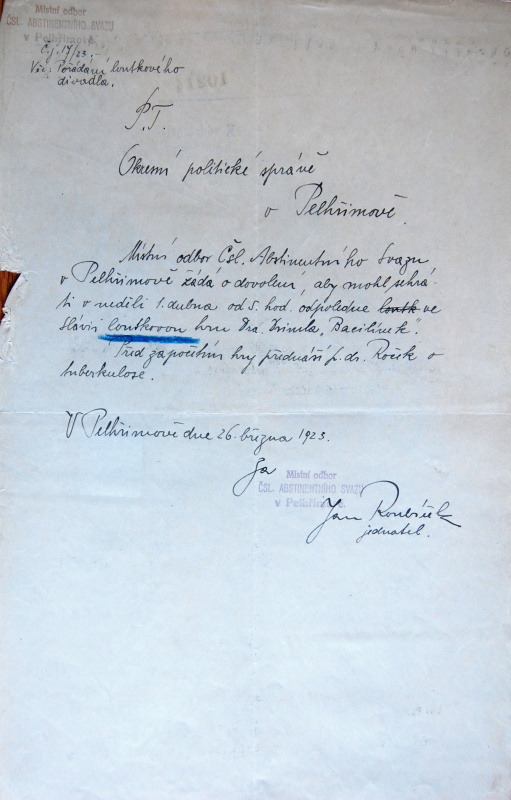 Místní odbor
ČSL. ABSTINENTNÍHO SVAZU
v Pelhřimově.
Čj. 17/23.
Věc: Pořádání loutkového
divadla.
P.T.
Okresní politické správě
v Pelhřimově.
Místní odbor Čsl. Abstinentního Svazu
v Pelhřimově žádá o dovolení, aby mohl sehrá-
ti v neděli 1. dubna od 5. hod. odpoledne loutk ve
Slávii loutkovou hru Dra. Driml​a, Bacilínek".
Před započetím hry přednáší p. dr. Roček o
tuberkulose.
V Pelhřimově dne 26. března 1923.
Za
Místní odbor
ČSL. ABSTINENTNÍHO SVAZU
v Pelhřimově.
Jan Roubíček
jednatel.